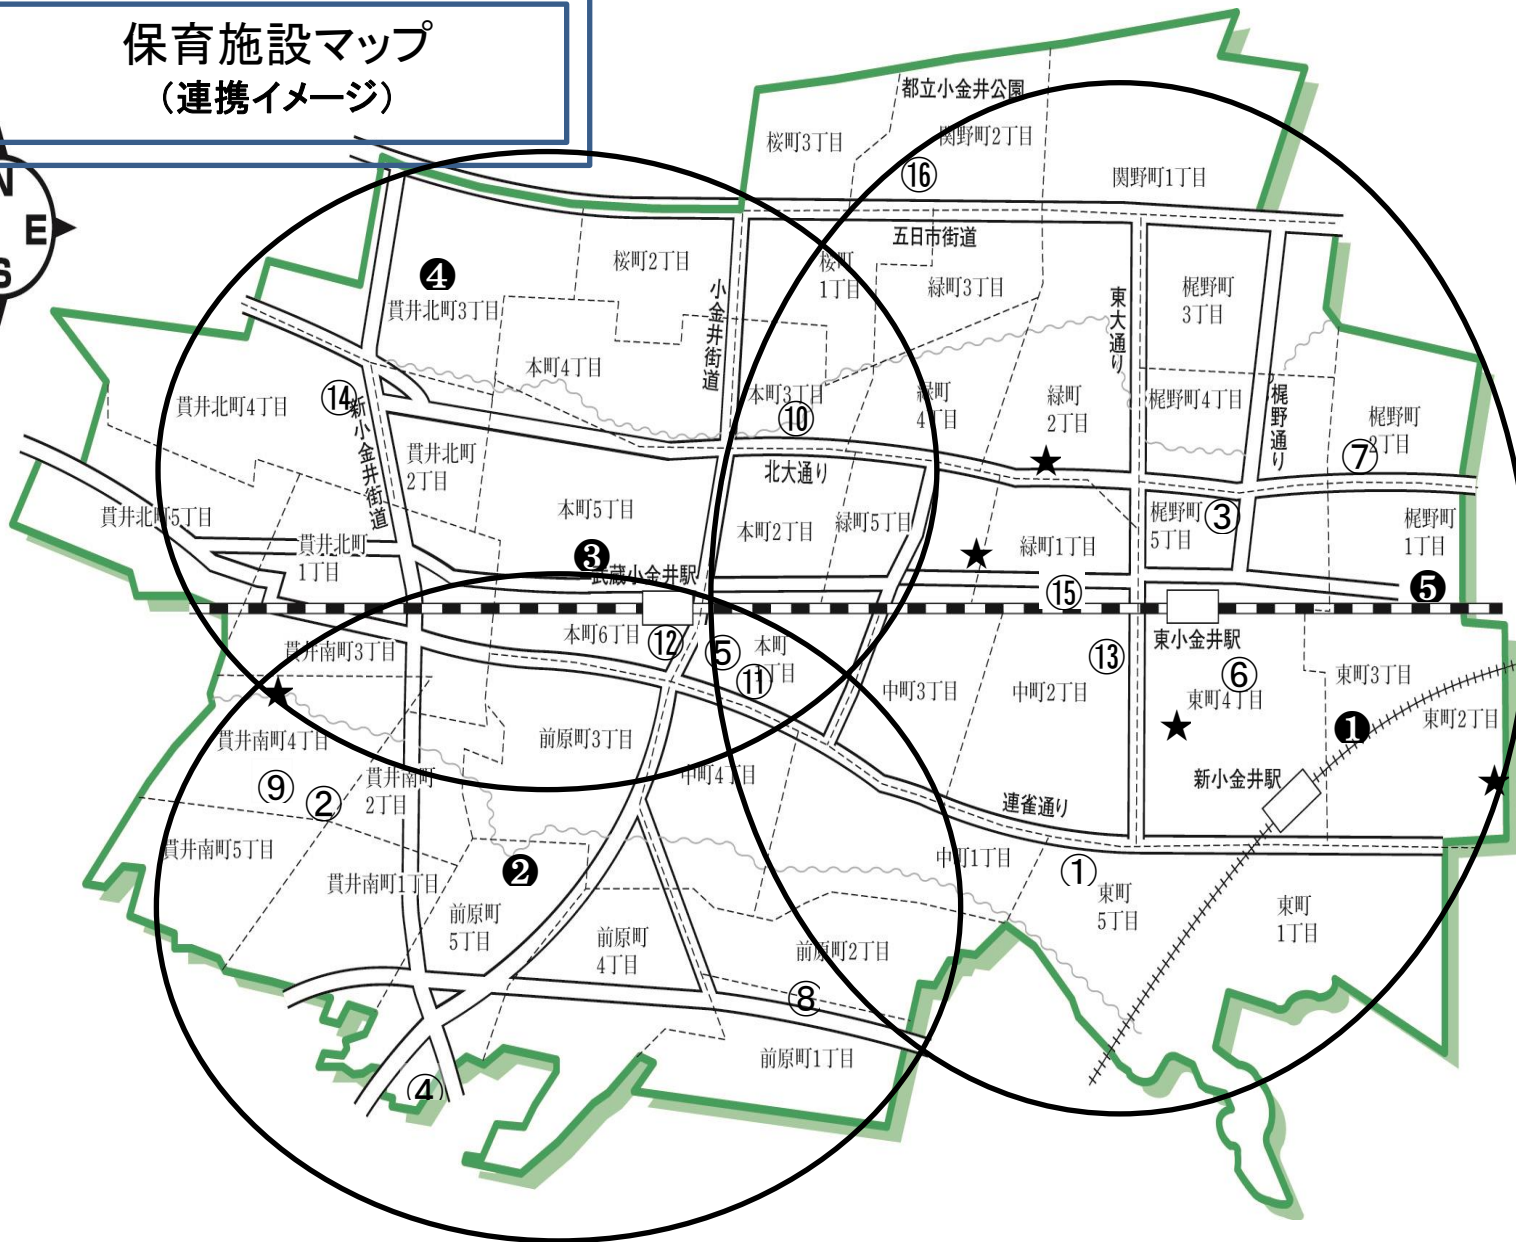 保育施設マップ
（連携イメージ）
N
E
S
都立小金井公園
桜町3丁目
関野町2丁目
⑯
関野町1丁目
五日市街道
桜町2丁目
桜町
1丁目
緑町3丁目
❹
貫井北町3丁目
小金井街道
東大通り
梶野町
3丁目
本町4丁目
本町3丁目
⑩
緑町
4丁目
緑町
2丁目
梶野町4丁目
梶野通り
梶野町
2丁目
⑦
貫井北町4丁目
⑭
新小金井街道
貫井北町
2丁目
北大通り
★
本町5丁目
本町2丁目
緑町5丁目
梶野町
5丁目
③
梶野町
1丁目
貫井北町5丁目
貫井北町
1丁目
❸
武蔵小金井駅
★
緑町1丁目
⑮
❺
本町6丁目
⑫
⑤
本町
1丁目
⑪
⑬
東小金井駅
⑥
東町4丁目
東町3丁目
貫井南町3丁目
★
中町3丁目
中町2丁目
★
❶
東町2丁目
貫井南町4丁目
前原町3丁目
中町4丁目
新小金井駅
★
⑨
②
貫井南町
2丁目
連雀通り
貫井南町5丁目
貫井南町1丁目
❷
中町1丁目
①
東町
5丁目
東町
1丁目
前原町
5丁目
前原町
4丁目
前原町2丁目
⑧
前原町1丁目
④